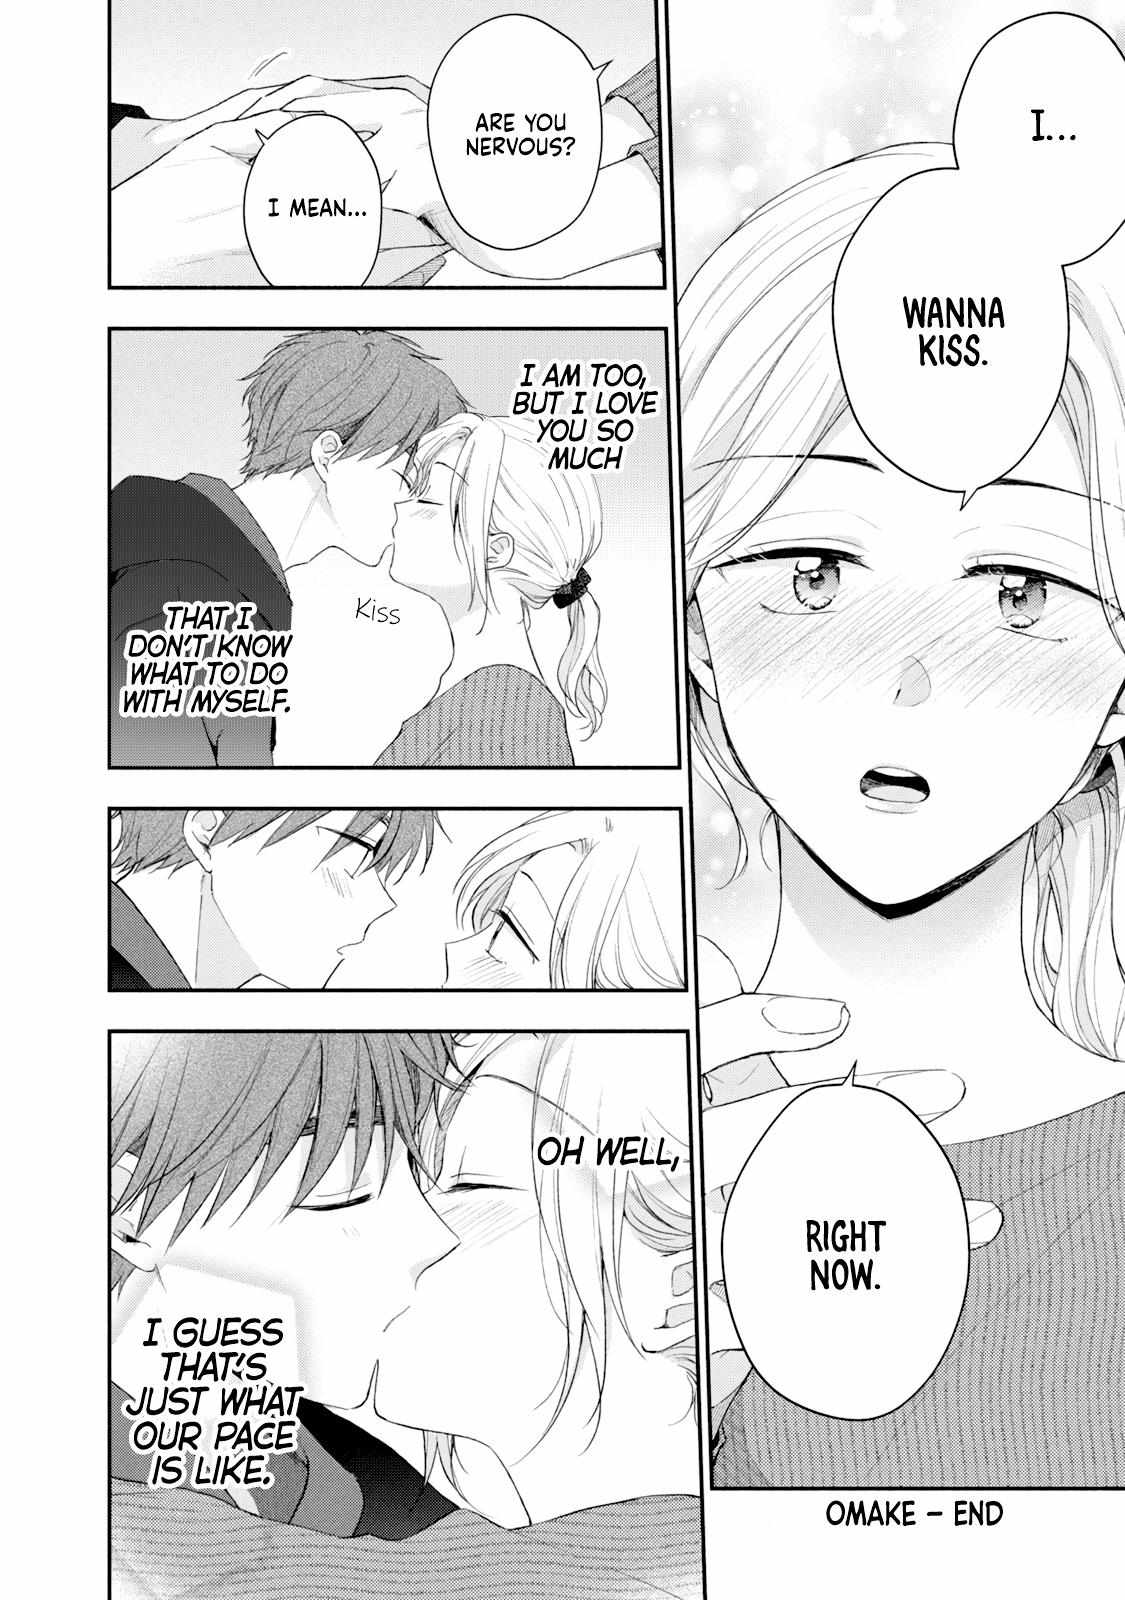 I...
WANNA
KISS.
RIGHT
NOW.
ARE YOU
NERVOUS?
I MEAN...
I AM TOO,
BUT I LOVE
YOU SO
MUCH
Kiss
THAT I
DON'T KNOW
WHAT TO DO
WITH MYSELF.
OH WELL,
I GUESS
THAT'S
JUST WHAT
OUR PACE
IS LIKE.
OMAKE – END